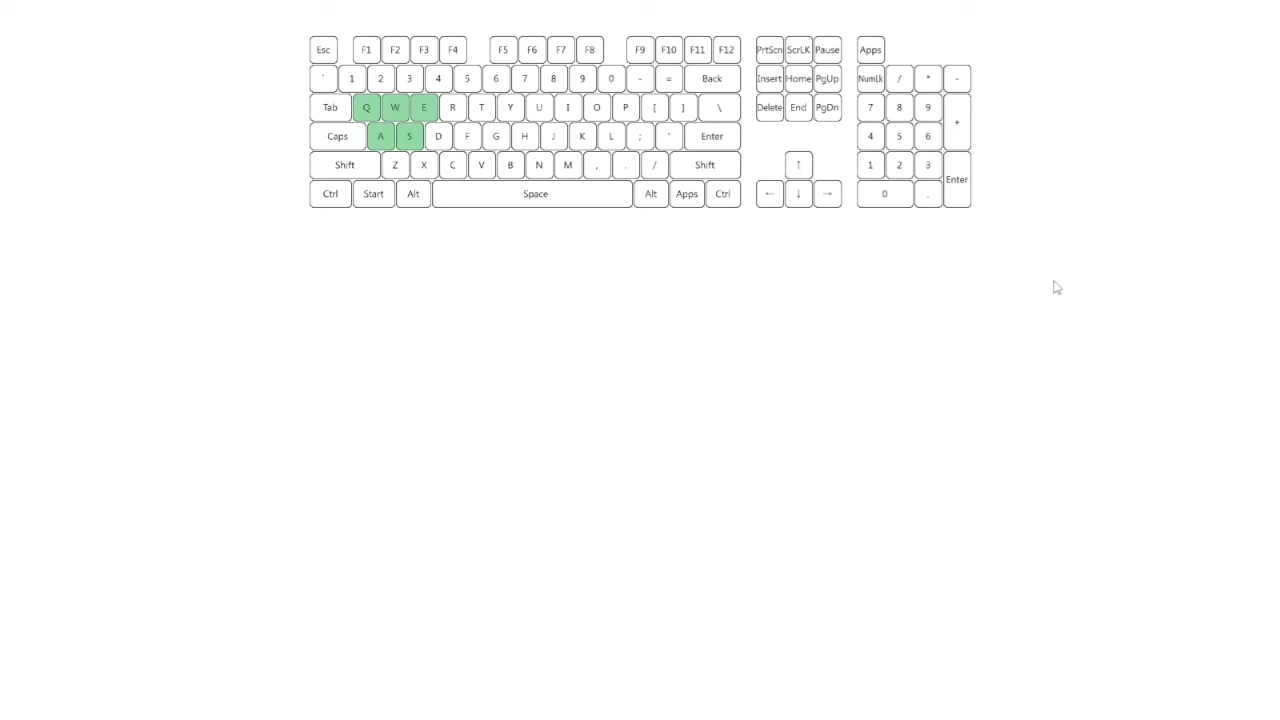 Esc F1 F2 F3 F4 F5 F6 F7 F8 F9 F10 F11 F12 PrtScn ScrLK Pause Apps
` 1 2 3 4 5 6 7 8 9 0 - = Back Insert Home PgUp NumLk / * -
Tab Q W E R T Y U I O P [ ] \ Delete End PgDn 7 8 9 +
Caps A S D F G H J K L ; ' Enter 4 5 6
Shift Z X C V B N M , . / Shift ↑ 1 2 3 Enter
Ctrl Start Alt Space Alt Apps Ctrl ← ↓ → 0 .